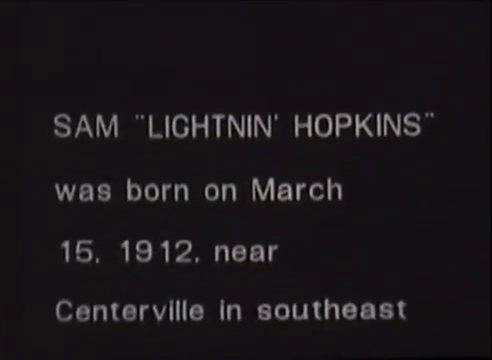 SAM "LIGHTNIN' HOPKINS"
was born on March
15, 1912, near
Centerville in southeast